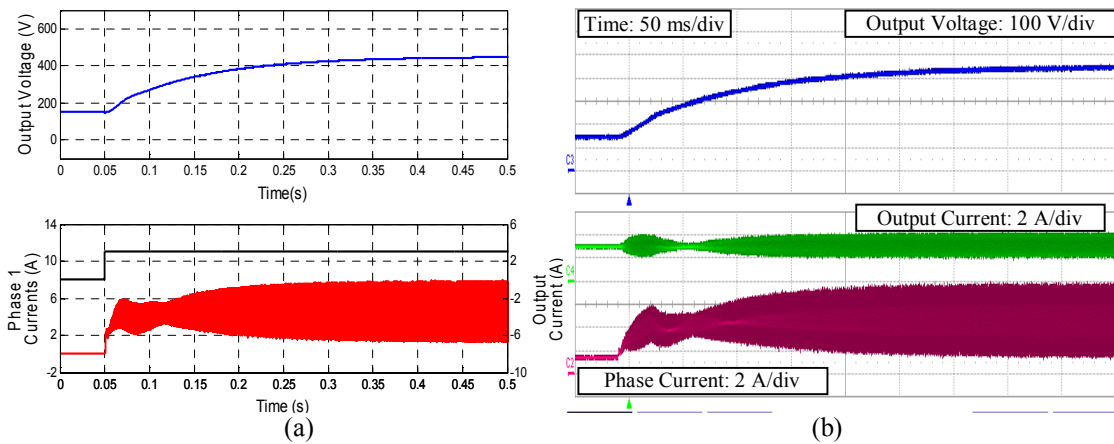 Output Voltage (V)
600
400
200
0
0 0.05 0.1 0.15 0.2 0.25 0.3 0.35 0.4 0.45 0.5
Time(s)
Phase 1
Currents (A)
14
10
6
2
-2
6
2
-2
-6
-10
Output
Current (A)
0 0.05 0.1 0.15 0.2 0.25 0.3 0.35 0.4 0.45 0.5
Time (s)
(a)
Time: 50 ms/div
Output Voltage: 100 V/div
C3
Output Current: 2 A/div
C4
C2
Phase Current: 2 A/div
(b)